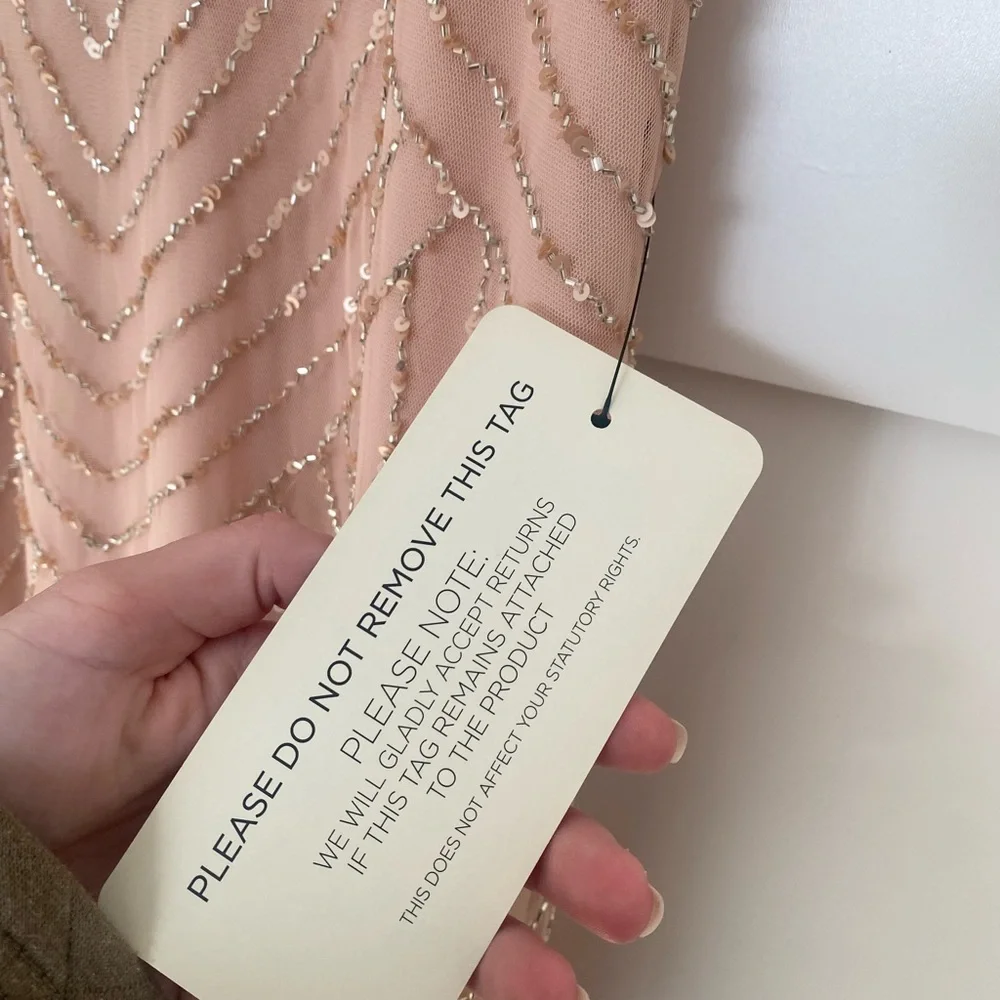 PLEASE DO NOT REMOVE THIS TAG
PLEASE NOTE:
WE WILL GLADLY ACCEPT RETURNS
IF THIS TAG REMAINS ATTACHED
TO THE PRODUCT
THIS DOES NOT AFFECT YOUR STATUTORY RIGHTS.